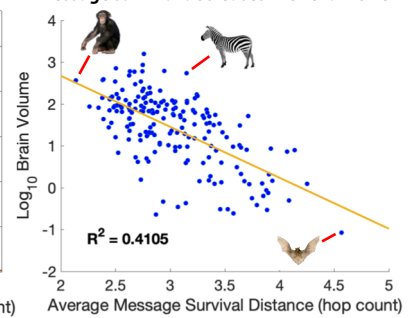 4
3
2
1
0
-1
-2
Log10 Brain Volume
R2 = 0.4105
2 2.5 3 3.5 4 4.5 5
nt)
Average Message Survival Distance (hop count)